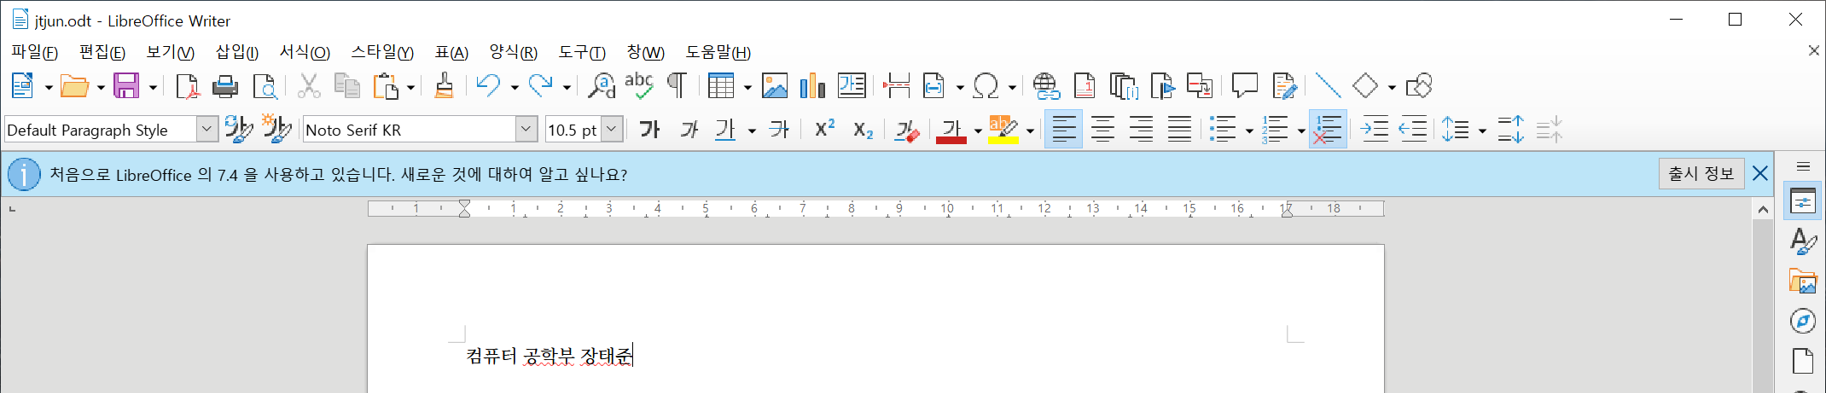 jtjun.odt - LibreOffice Writer
파일(F) 편집(E) 보기(V) 삽입(I) 서식(O) 스타일(Y) 표(A) 양식(R) 도구(T) 창(W) 도움말(H)
Default Paragraph Style Noto Serif KR 10.5 pt 가 가 가 가 X² X₂ 가 가 ab
처음으로 LibreOffice 의 7.4 을 사용하고 있습니다. 새로운 것에 대하여 알고 싶나요? 출시 정보
1 1 2 3 4 5 6 7 8 9 10 11 12 13 14 15 16 17 18
컴퓨터 공학부 장태준